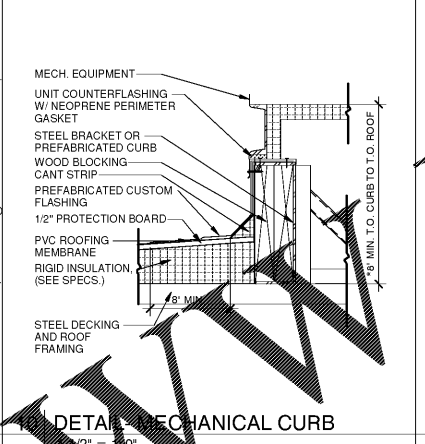 MECH. EQUIPMENT
UNIT COUNTERFLASHING
W/ NEOPRENE PERIMETER
GASKET
STEEL BRACKET OR
PREFABRICATED CURB
WOOD BLOCKING
CANT STRIP
PREFABRICATED CUSTOM
FLASHING
1/2" PROTECTION BOARD
PVC ROOFING
MEMBRANE
RIGID INSULATION,
(SEE SPECS.)
"8' MIN. T.O. CURB TO T.O. ROOF
"8' MIN.
STEEL DECKING
AND ROOF
FRAMING
10 DETAIL - MECHANICAL CURB